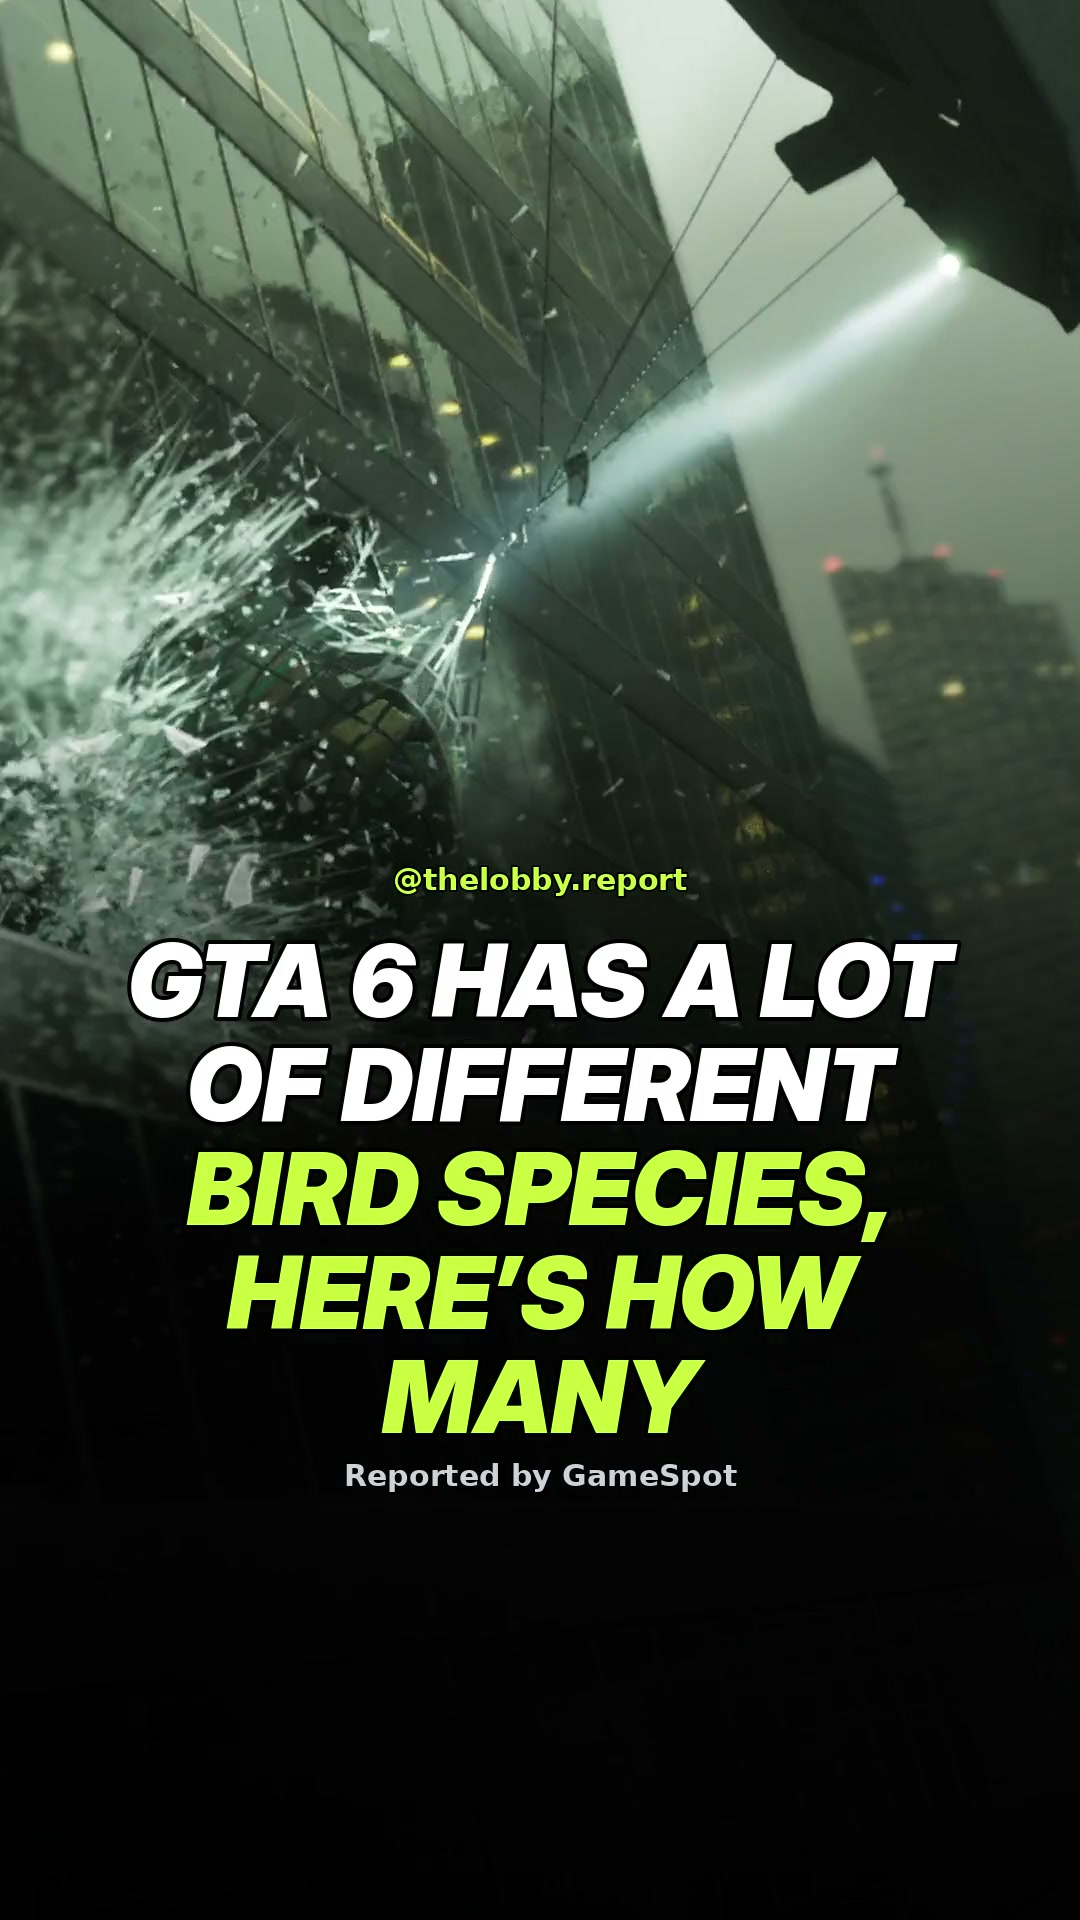 @thelobby.report
GTA 6 HAS A LOT
OF DIFFERENT
BIRD SPECIES,
HERE’S HOW
MANY
Reported by GameSpot